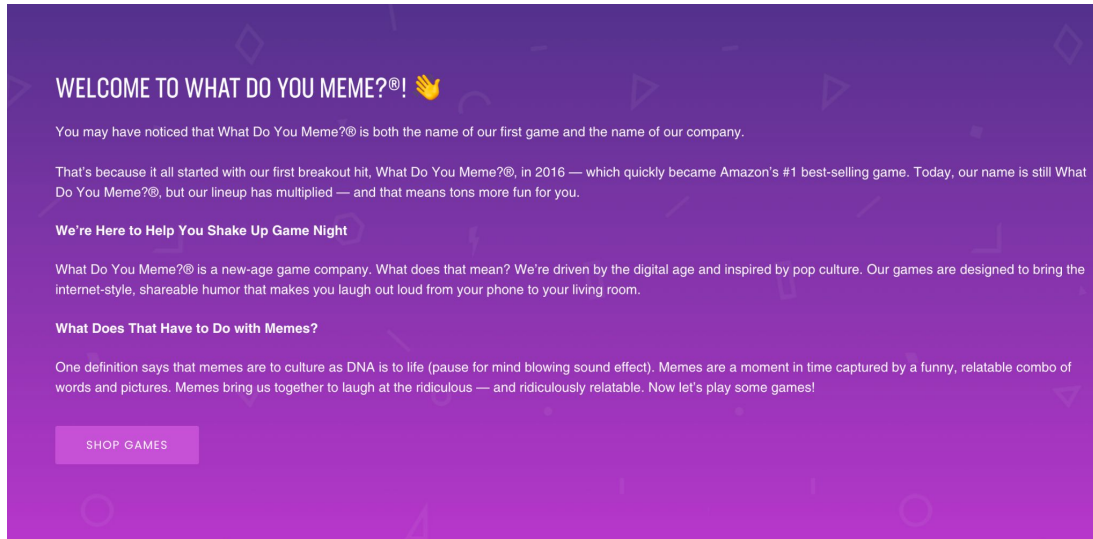 WELCOME TO WHAT DO YOU MEME?®! 👋
You may have noticed that What Do You Meme?® is both the name of our first game and the name of our company.
That’s because it all started with our first breakout hit, What Do You Meme?®, in 2016 — which quickly became Amazon’s #1 best-selling game. Today, our name is still What
Do You Meme?®, but our lineup has multiplied — and that means tons more fun for you.
We’re Here to Help You Shake Up Game Night
What Do You Meme?® is a new-age game company. What does that mean? We’re driven by the digital age and inspired by pop culture. Our games are designed to bring the
internet-style, shareable humor that makes you laugh out loud from your phone to your living room.
What Does That Have to Do with Memes?
One definition says that memes are to culture as DNA is to life (pause for mind blowing sound effect). Memes are a moment in time captured by a funny, relatable combo of
words and pictures. Memes bring us together to laugh at the ridiculous — and ridiculously relatable. Now let’s play some games!
SHOP GAMES